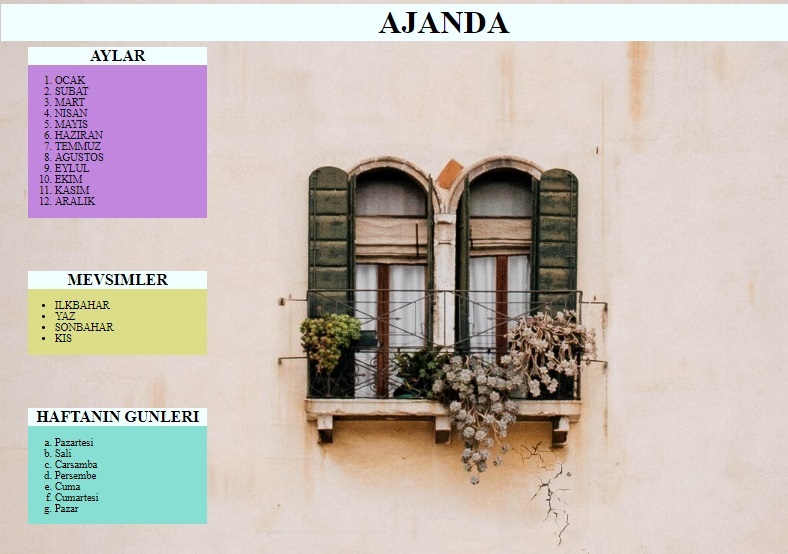 AJANDA
AYLAR
1. OCAK
2. SUBAT
3. MART
4. NISAN
5. MAYIS
6. HAZIRAN
7. TEMMUZ
8. AGUSTOS
9. EYLUL
10. EKIM
11. KASIM
12. ARALIK
MEVSIMLER
• ILKBAHAR
• YAZ
• SONBAHAR
• KIS
HAFTANIN GUNLERI
a. Pazartesi
b. Sali
c. Carsamba
d. Persembe
e. Cuma
f. Cumartesi
g. Pazar